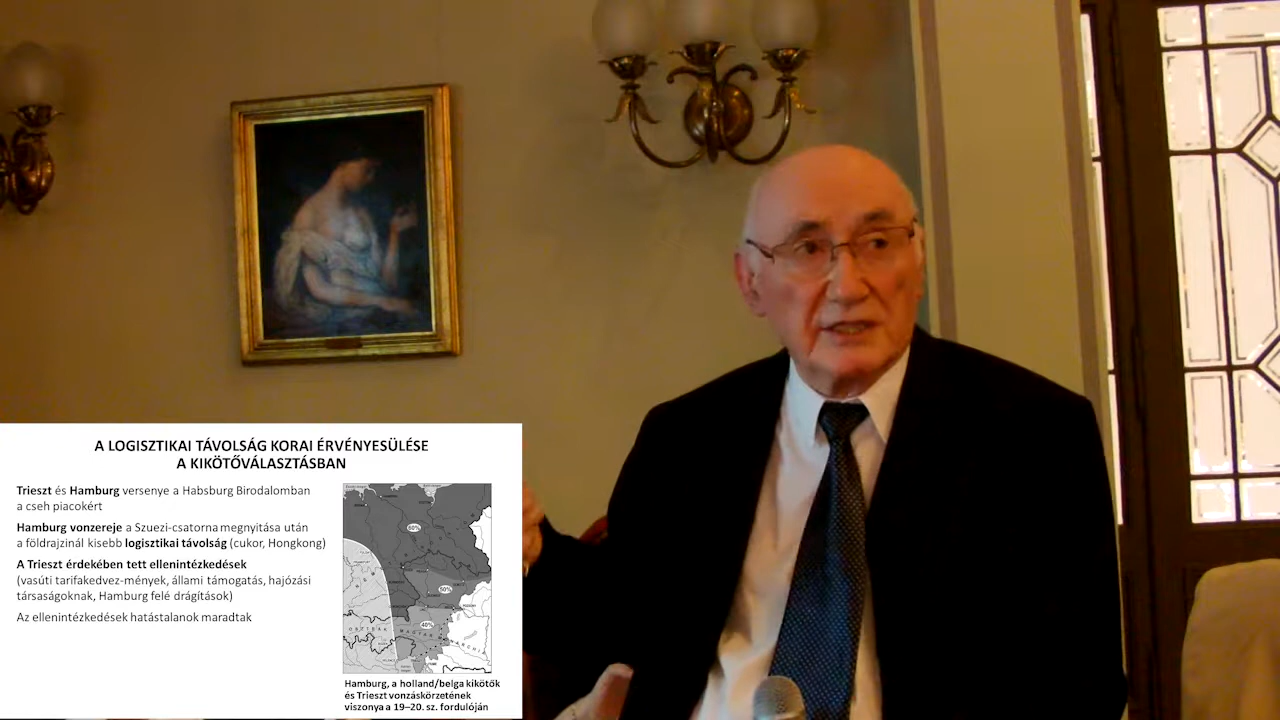 A LOGISZTIKAI TÁVOLSÁG KORAI ÉRVÉNYESÜLÉSE
A KIKÖTŐVÁLASZTÁSBAN
Trieszt és Hamburg versenye a Habsburg Birodalomban
a cseh piacokért
Hamburg vonzereje a Szuezi-csatorna megnyitása után
a földrajzinál kisebb logisztikai távolság (cukor, Hongkong)
A Trieszt érdekében tett ellenintézkedések
(vasúti tarifakedvez-mények, állami támogatás, hajózási
társaságoknak, Hamburg felé drágítások)
Az ellenintézkedések hatástalanok maradtak
60%
50%
40%
OSZTRÁK
MAGYAR
Hamburg, a holland/belga kikötők
és Trieszt vonzáskörzetének
viszonya a 19–20. sz. fordulóján